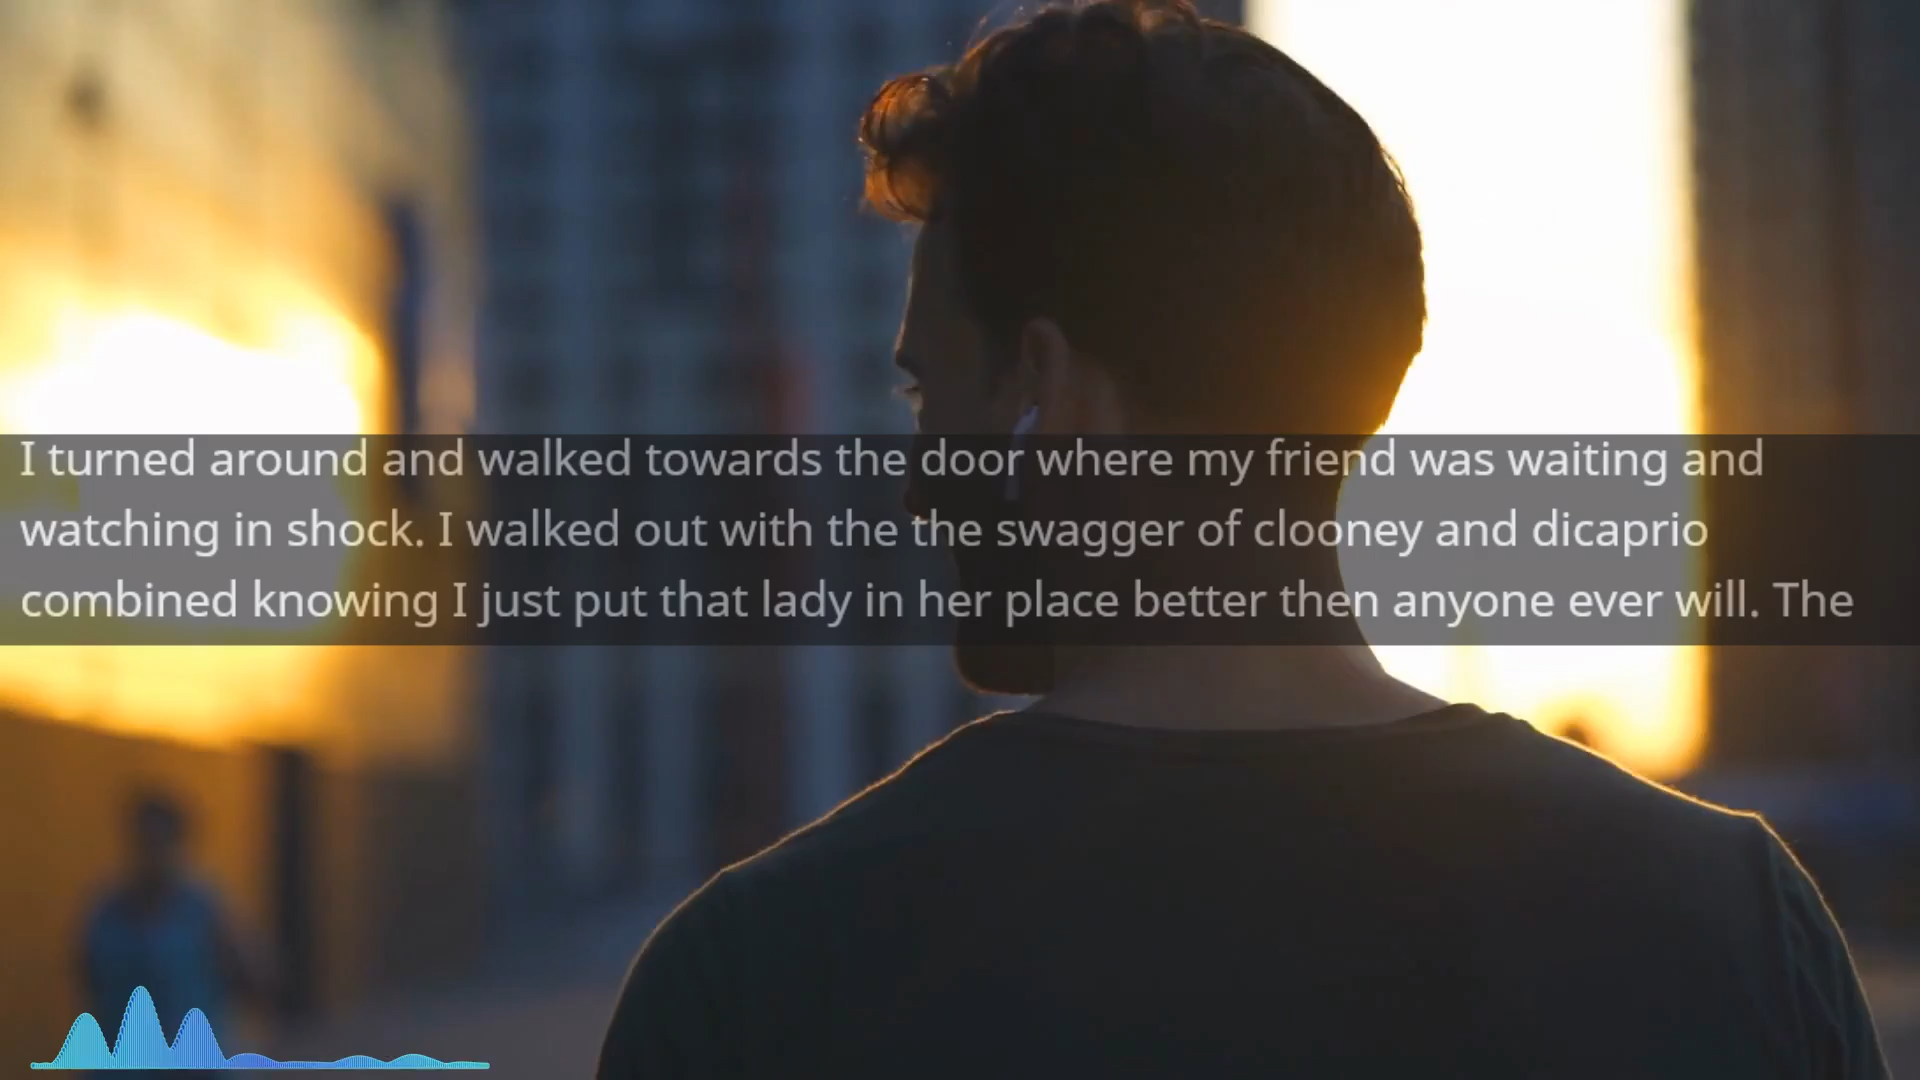 I turned around and walked towards the door where my friend was waiting and
watching in shock. I walked out with the the swagger of clooney and dicaprio
combined knowing I just put that lady in her place better then anyone ever will. The